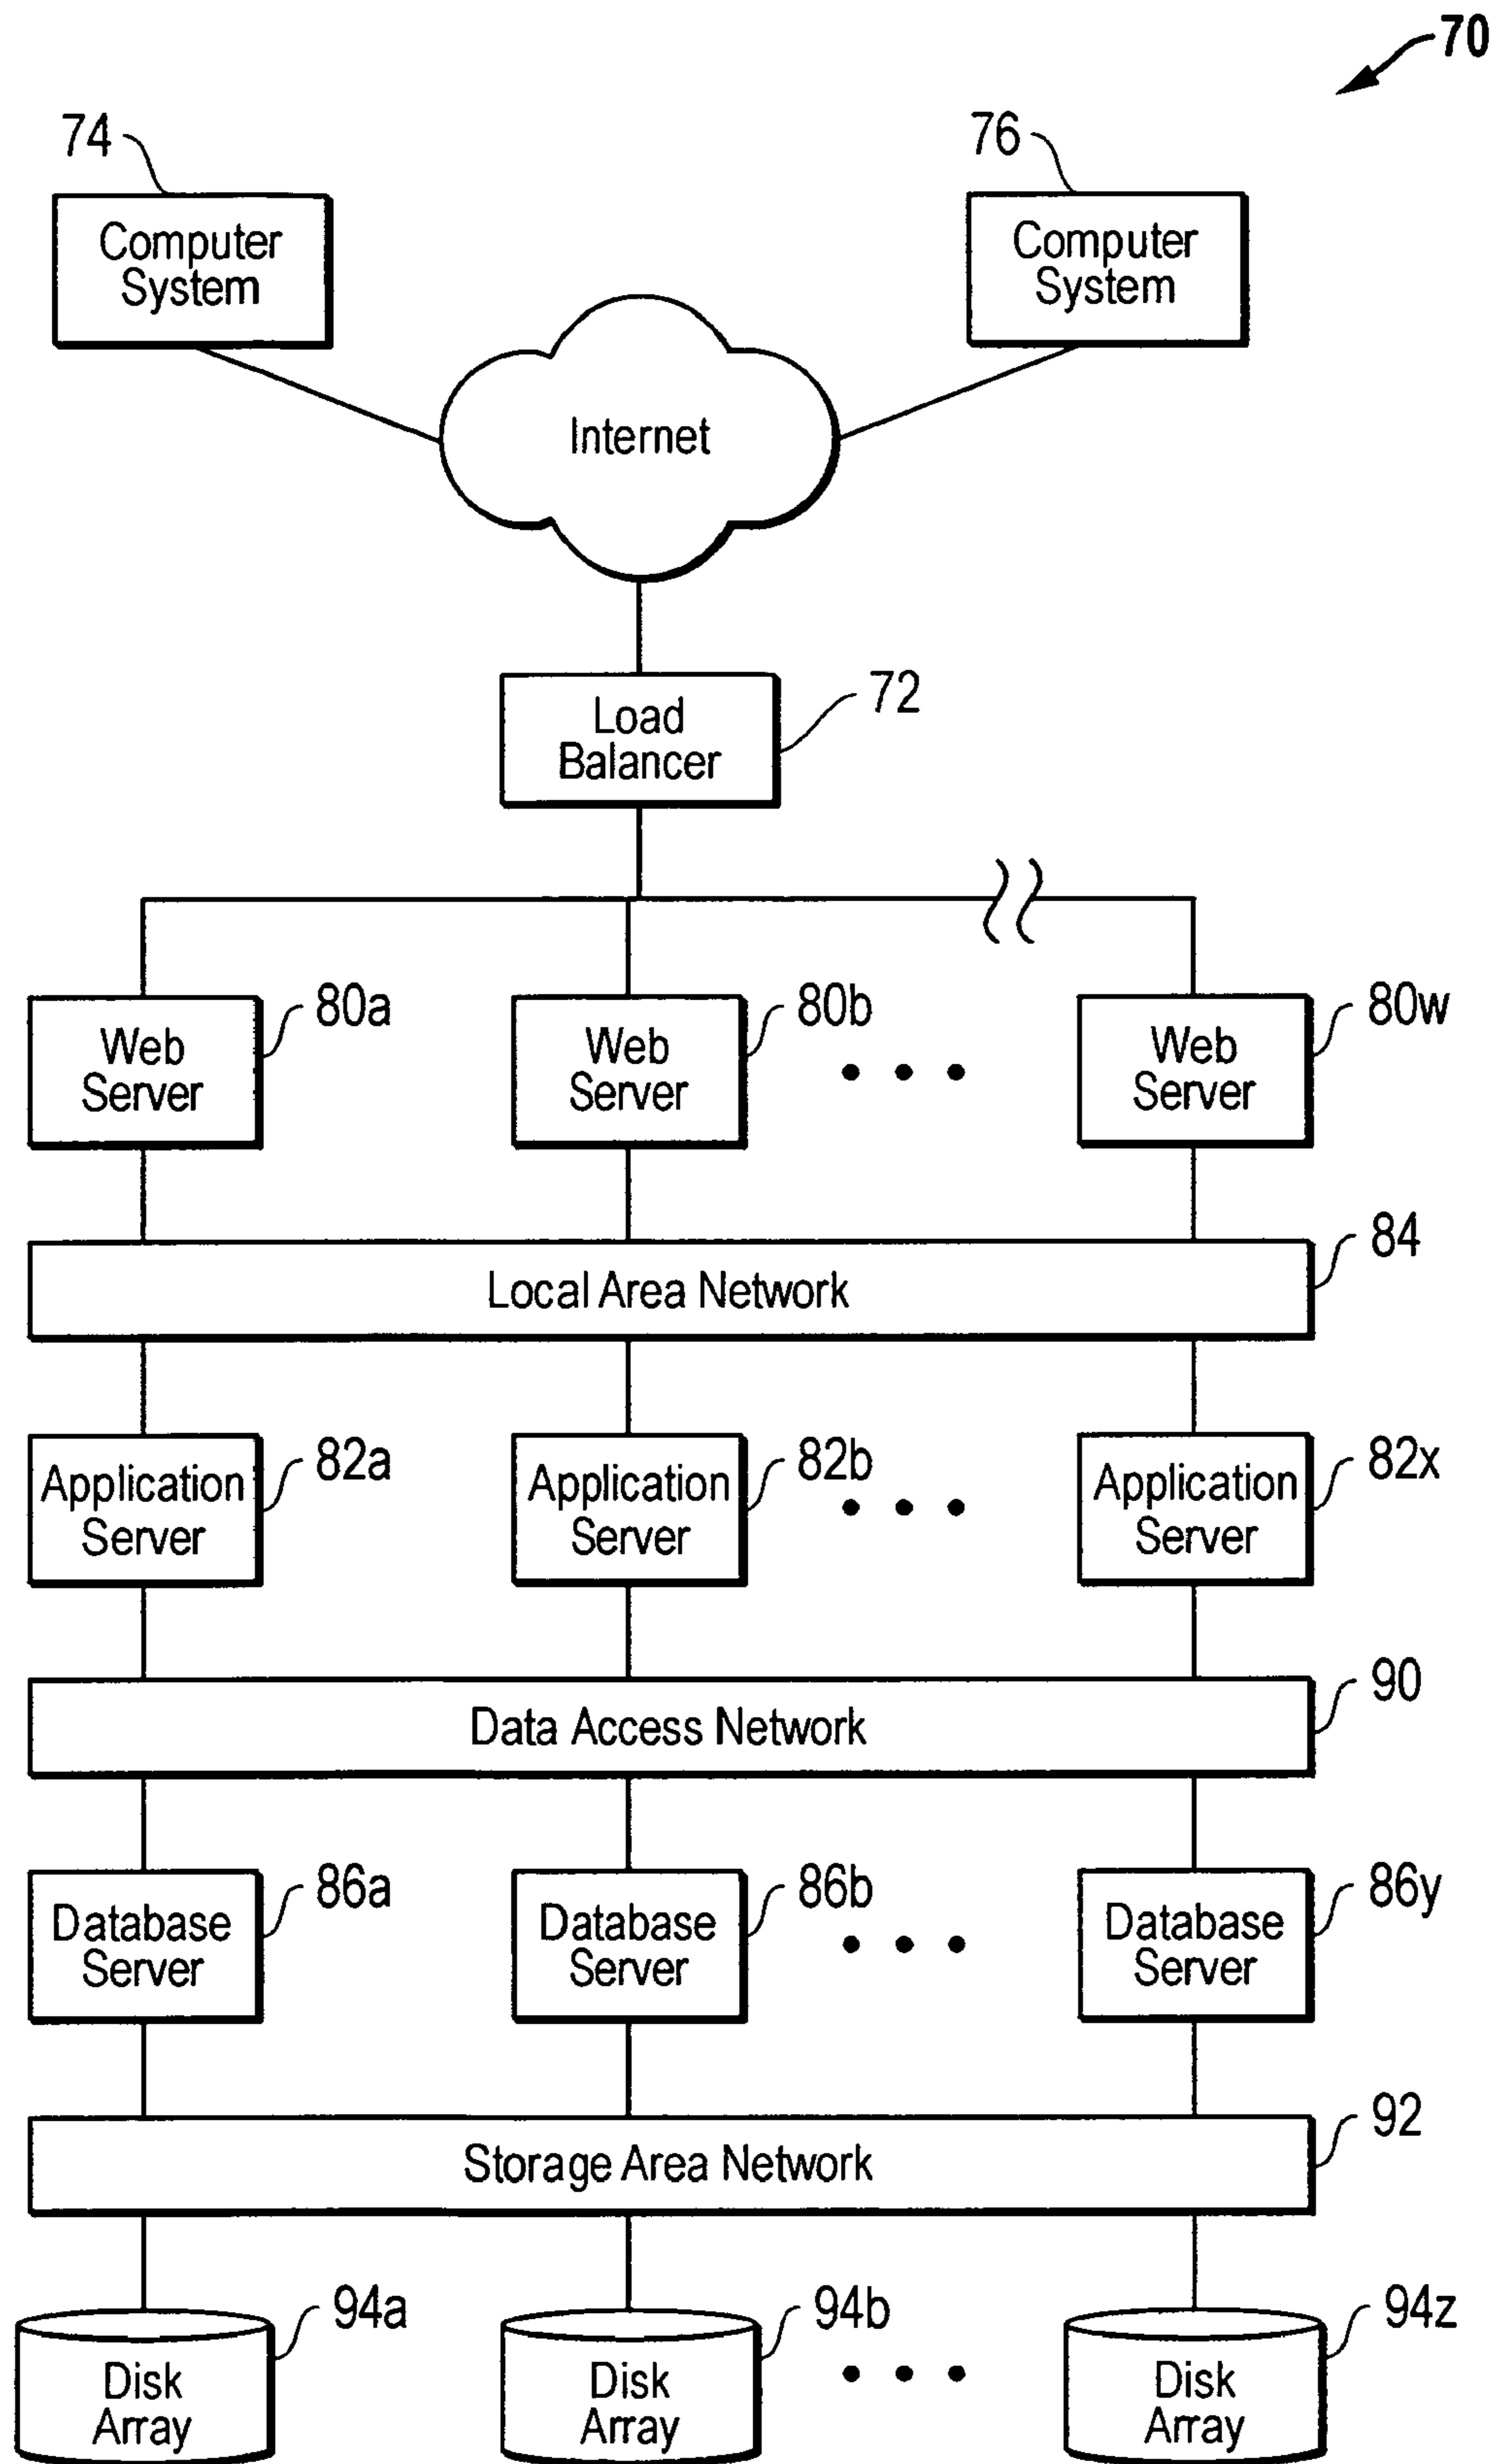 70
74
76
Computer
System
Computer
System
Internet
72
Load
Balancer
80a
80b
80w
Web
Server
Web
Server
Web
Server
84
Local Area Network
82a
82b
82x
Application
Server
Application
Server
Application
Server
90
Data Access Network
86a
86b
86y
Database
Server
Database
Server
Database
Server
92
Storage Area Network
94a
94b
94z
Disk
Array
Disk
Array
Disk
Array